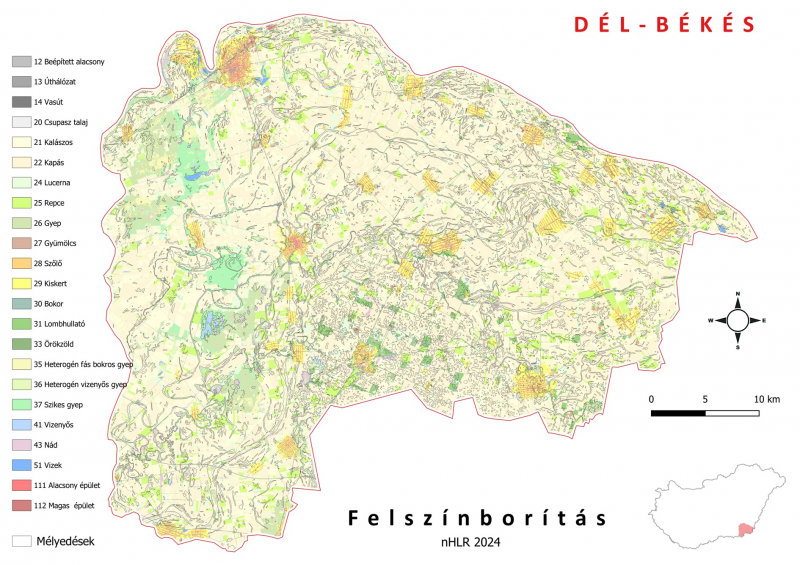 DÉL-BÉKÉS
12 Beépített alacsony
13 Úthálózat
14 Vasút
20 Csupasz talaj
21 Kalászos
22 Kapás
24 Lucerna
25 Repce
26 Gyep
27 Gyümölcs
28 Szőlő
29 Kiskert
30 Bokor
31 Lombhullató
33 Örökzöld
35 Heterogén fás bokros gyep
36 Heterogén vizenyős gyep
37 Szikes gyep
41 Vizenyős
43 Nád
51 Vizek
111 Alacsony épület
112 Magas épület
Mélyedések
N
W E
S
0 5 10 km
Felszínborítás
nHLR 2024